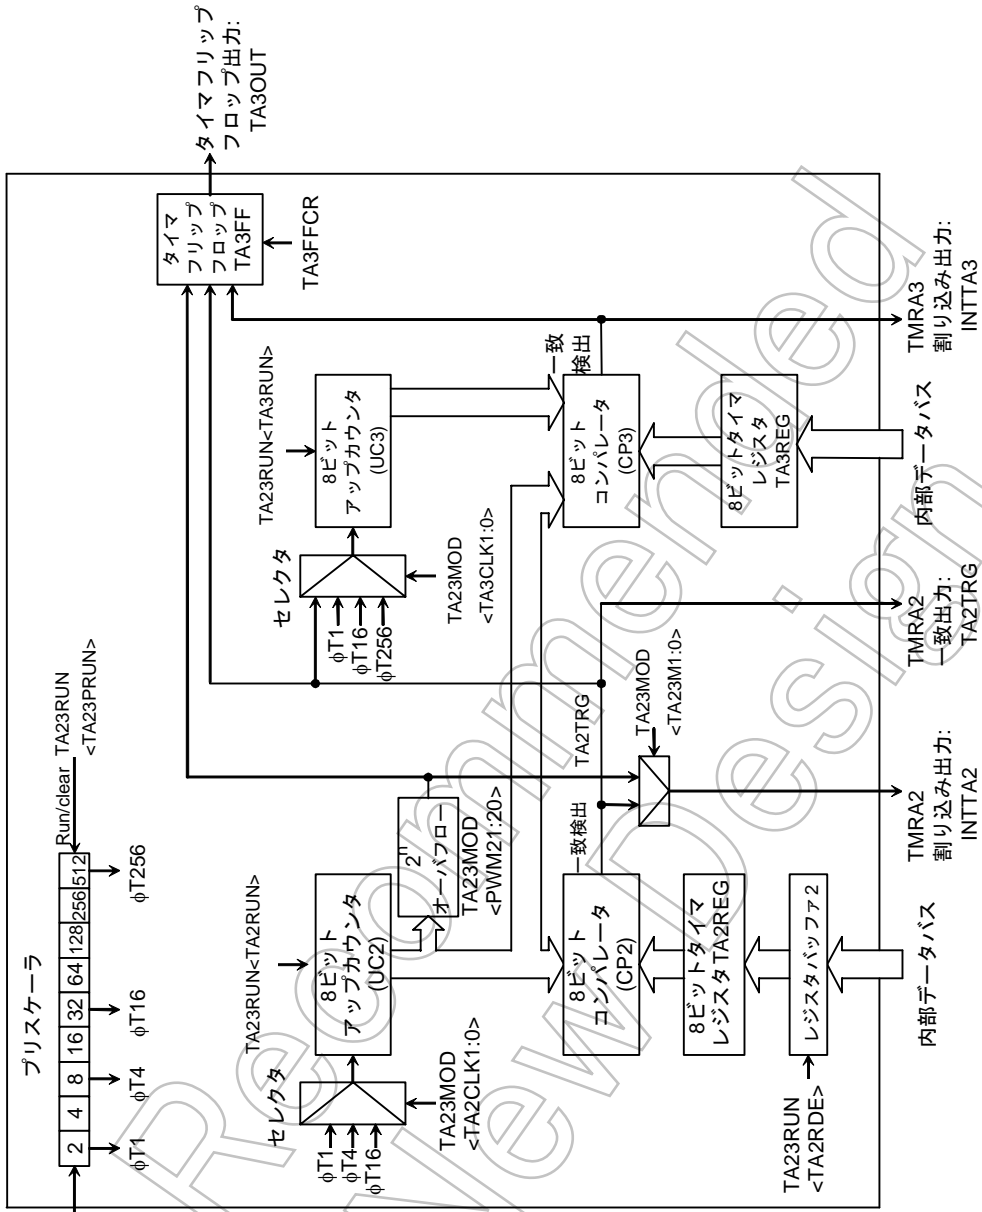 プリスケーラ
2 4 8 16 32 64 128 256 512
Run/clear TA23RUN
<TA23PRUN>
φT1
φT4
φT16
φT256
TA23RUN<TA2RUN>
セレクタ
φT1
φT4
φT16
8ビット
アップカウンタ
(UC2)
TA23MOD
<TA2CLK1:0>
2ⁿ
オーバフロー
TA23MOD
<PWM21:20>
TA23RUN<TA3RUN>
セレクタ
φT1
φT16
φT256
8ビット
アップカウンタ
(UC3)
TA23MOD
<TA3CLK1:0>
タイマ
フリップ
フロップ
TA3FF
TA3FFCR
タイマフリップ
フロップ出力:
TA3OUT
8ビット
コンパレータ
(CP2)
一致検出
TA2TRG
TA23MOD
<TA23M1:0>
8ビット
コンパレータ
(CP3)
一致
検出
8ビットタイマ
レジスタTA2REG
8ビットタイマ
レジスタ
TA3REG
レジスタバッファ2
TA23RUN
<TA2RDE>
内部データバス
TMRA2
割り込み出力:
INTTA2
TMRA2
一致出力:
TA2TRG
内部データバス
TMRA3
割り込み出力:
INTTA3
Recommended
New Design